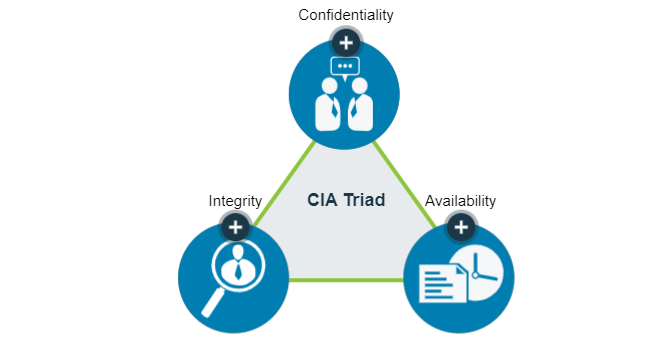 Confidentiality
Integrity
CIA Triad
Availability